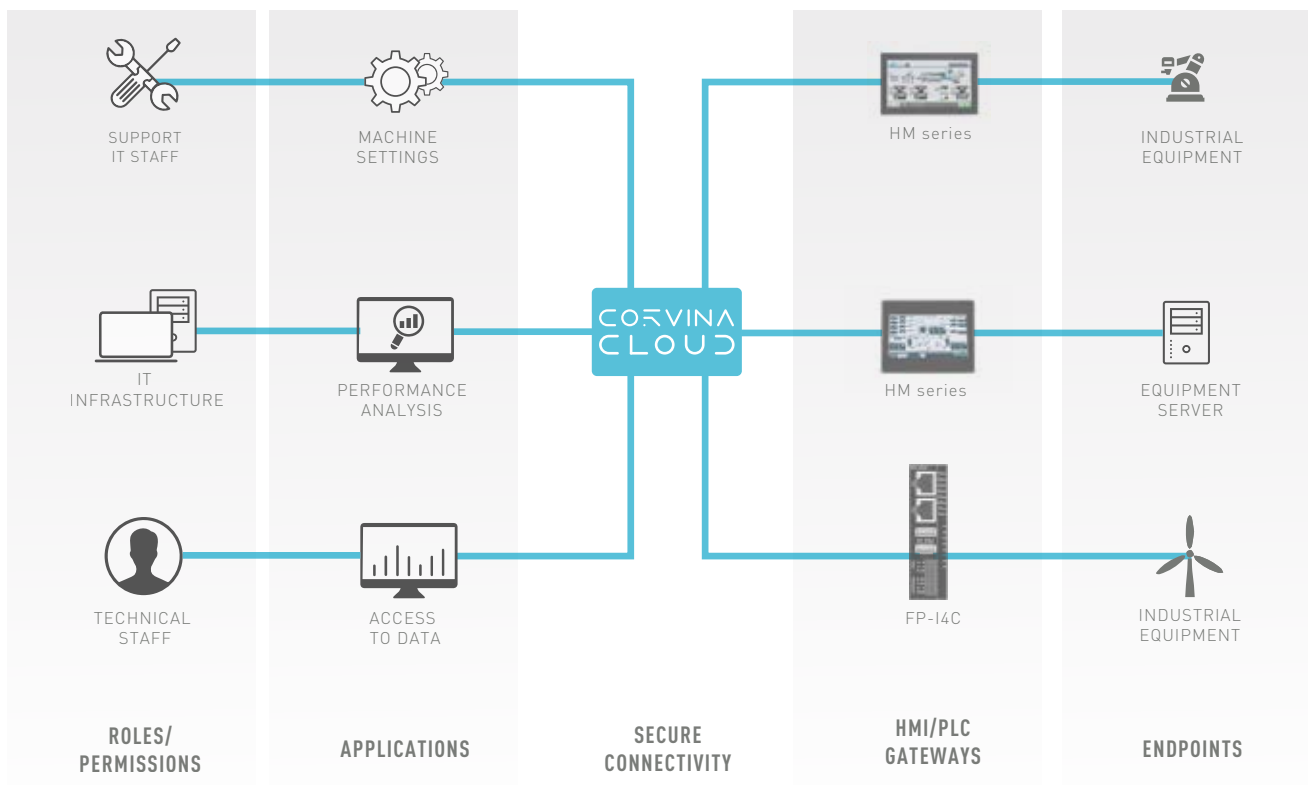 SUPPORT
IT STAFF
MACHINE
SETTINGS
HM series
INDUSTRIAL
EQUIPMENT
CORVINA
CLOUD
IT
INFRASTRUCTURE
PERFORMANCE
ANALYSIS
HM series
EQUIPMENT
SERVER
TECHNICAL
STAFF
ACCESS
TO DATA
FP-I4C
INDUSTRIAL
EQUIPMENT
ROLES/
PERMISSIONS
APPLICATIONS
SECURE
CONNECTIVITY
HMI/PLC
GATEWAYS
ENDPOINTS